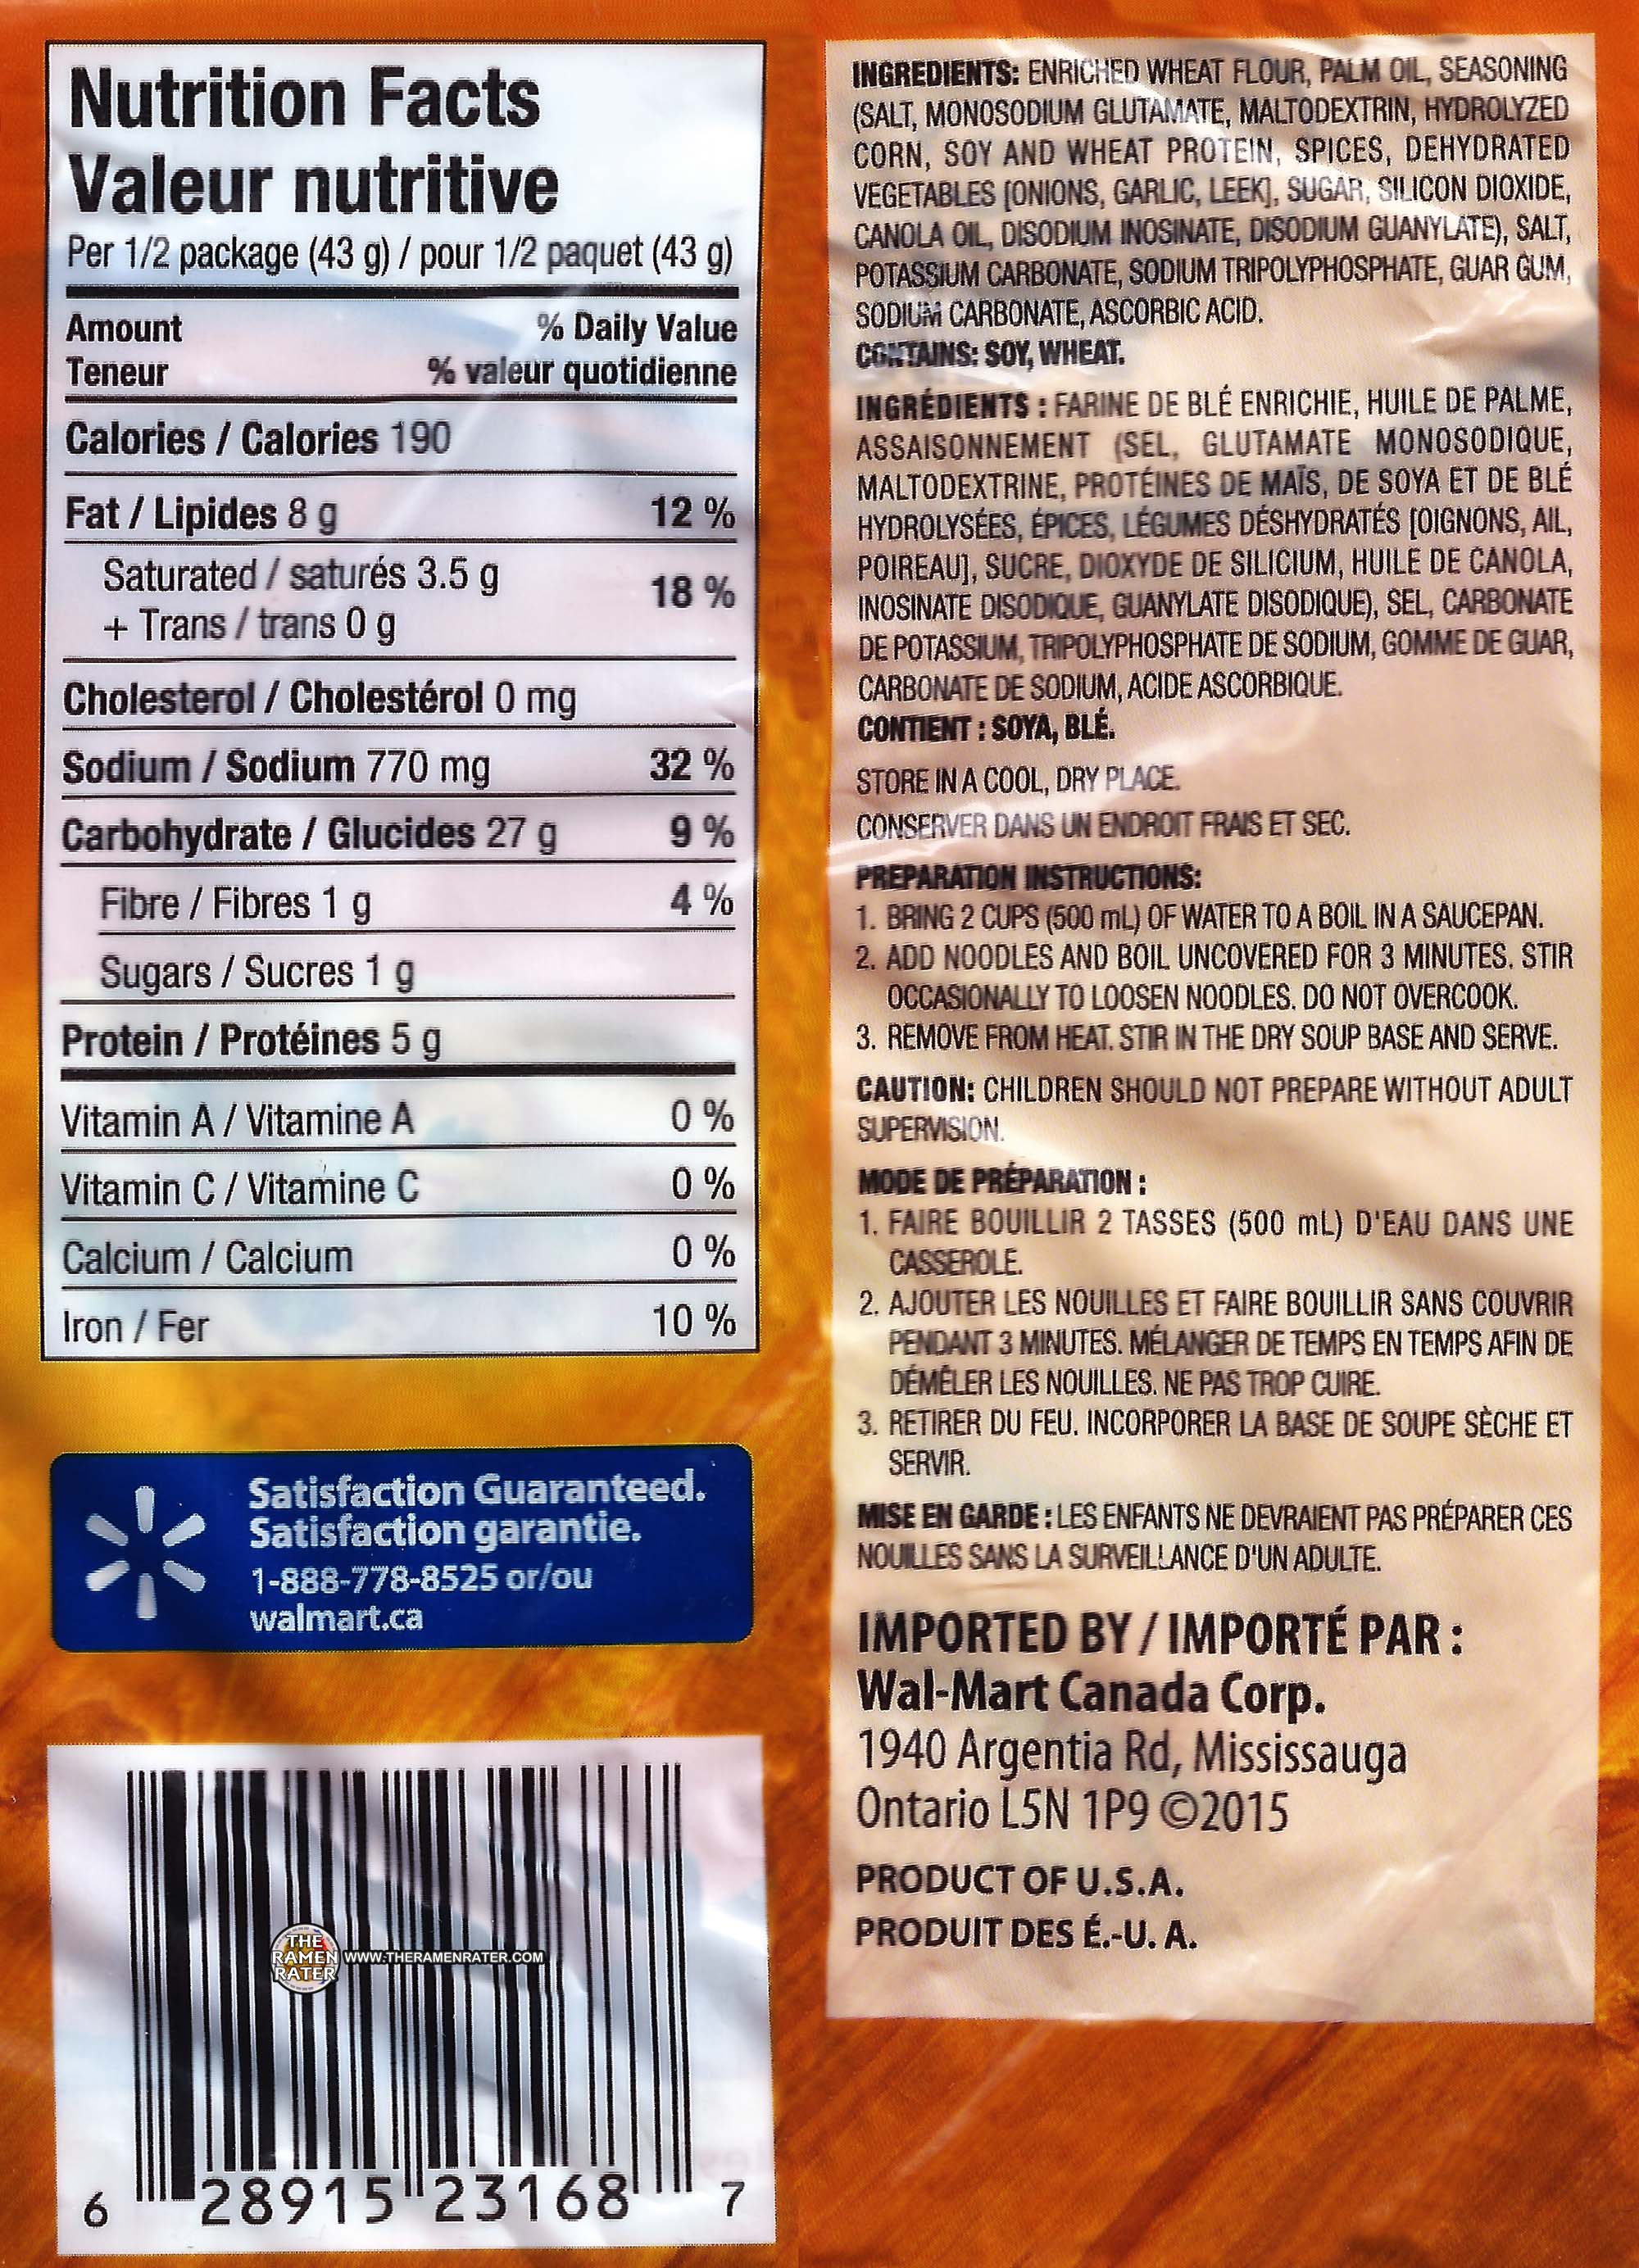 Nutrition Facts
Valeur nutritive
Per 1/2 package (43 g) / pour 1/2 paquet (43 g)
Amount % Daily Value
Teneur % valeur quotidienne
Calories / Calories 190
Fat / Lipides 8 g 12 %
Saturated / saturés 3.5 g 18 %
+ Trans / trans 0 g
Cholesterol / Cholestérol 0 mg
Sodium / Sodium 770 mg 32 %
Carbohydrate / Glucides 27 g 9 %
Fibre / Fibres 1 g 4 %
Sugars / Sucres 1 g
Protein / Protéines 5 g
Vitamin A / Vitamine A 0 %
Vitamin C / Vitamine C 0 %
Calcium / Calcium 0 %
Iron / Fer 10 %
Satisfaction Guaranteed.
Satisfaction garantie.
1-888-778-8525 or/ou
walmart.ca
THE
RAMEN
RATER
WWW.THERAMENRATER.COM
6 28915 23168 7
INGREDIENTS: ENRICHED WHEAT FLOUR, PALM OIL, SEASONING
(SALT, MONOSODIUM GLUTAMATE, MALTODEXTRIN, HYDROLYZED
CORN, SOY AND WHEAT PROTEIN, SPICES, DEHYDRATED
VEGETABLES [ONIONS, GARLIC, LEEK], SUGAR, SILICON DIOXIDE,
CANOLA OIL, DISODIUM INOSINATE, DISODIUM GUANYLATE), SALT,
POTASSIUM CARBONATE, SODIUM TRIPOLYPHOSPHATE, GUAR GUM,
SODIUM CARBONATE, ASCORBIC ACID.
CONTAINS: SOY, WHEAT.
INGRÉDIENTS : FARINE DE BLÉ ENRICHIE, HUILE DE PALME,
ASSAISONNEMENT (SEL, GLUTAMATE MONOSODIQUE,
MALTODEXTRINE, PROTÉINES DE MAÏS, DE SOYA ET DE BLÉ
HYDROLYSÉES, ÉPICES, LÉGUMES DÉSHYDRATÉS [OIGNONS, AIL,
POIREAU], SUCRE, DIOXYDE DE SILICIUM, HUILE DE CANOLA,
INOSINATE DISODIQUE, GUANYLATE DISODIQUE), SEL, CARBONATE
DE POTASSIUM, TRIPOLYPHOSPHATE DE SODIUM, GOMME DE GUAR,
CARBONATE DE SODIUM, ACIDE ASCORBIQUE.
CONTIENT : SOYA, BLÉ.
STORE IN A COOL, DRY PLACE.
CONSERVER DANS UN ENDROIT FRAIS ET SEC.
PREPARATION INSTRUCTIONS:
1. BRING 2 CUPS (500 mL) OF WATER TO A BOIL IN A SAUCEPAN.
2. ADD NOODLES AND BOIL UNCOVERED FOR 3 MINUTES. STIR
OCCASIONALLY TO LOOSEN NOODLES. DO NOT OVERCOOK.
3. REMOVE FROM HEAT. STIR IN THE DRY SOUP BASE AND SERVE.
CAUTION: CHILDREN SHOULD NOT PREPARE WITHOUT ADULT
SUPERVISION.
MODE DE PRÉPARATION :
1. FAIRE BOUILLIR 2 TASSES (500 mL) D'EAU DANS UNE
CASSEROLE.
2. AJOUTER LES NOUILLES ET FAIRE BOUILLIR SANS COUVRIR
PENDANT 3 MINUTES. MÉLANGER DE TEMPS EN TEMPS AFIN DE
DÉMÊLER LES NOUILLES. NE PAS TROP CUIRE.
3. RETIRER DU FEU. INCORPORER LA BASE DE SOUPE SÈCHE ET
SERVIR.
MISE EN GARDE : LES ENFANTS NE DEVRAIENT PAS PRÉPARER CES
NOUILLES SANS LA SURVEILLANCE D'UN ADULTE.
IMPORTED BY / IMPORTÉ PAR :
Wal-Mart Canada Corp.
1940 Argentia Rd, Mississauga
Ontario L5N 1P9 ©2015
PRODUCT OF U.S.A.
PRODUIT DES É.-U. A.